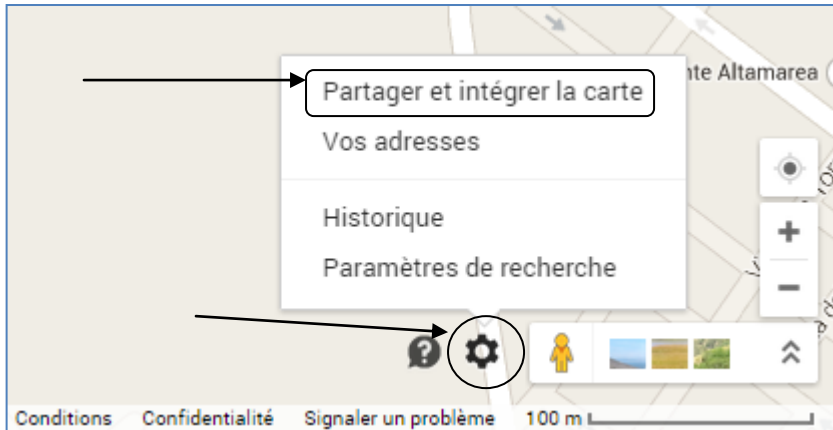 nte Altamarea
Partager et intégrer la carte
Vos adresses
Historique
Paramètres de recherche
Conditions Confidentialité Signaler un problème 100 m